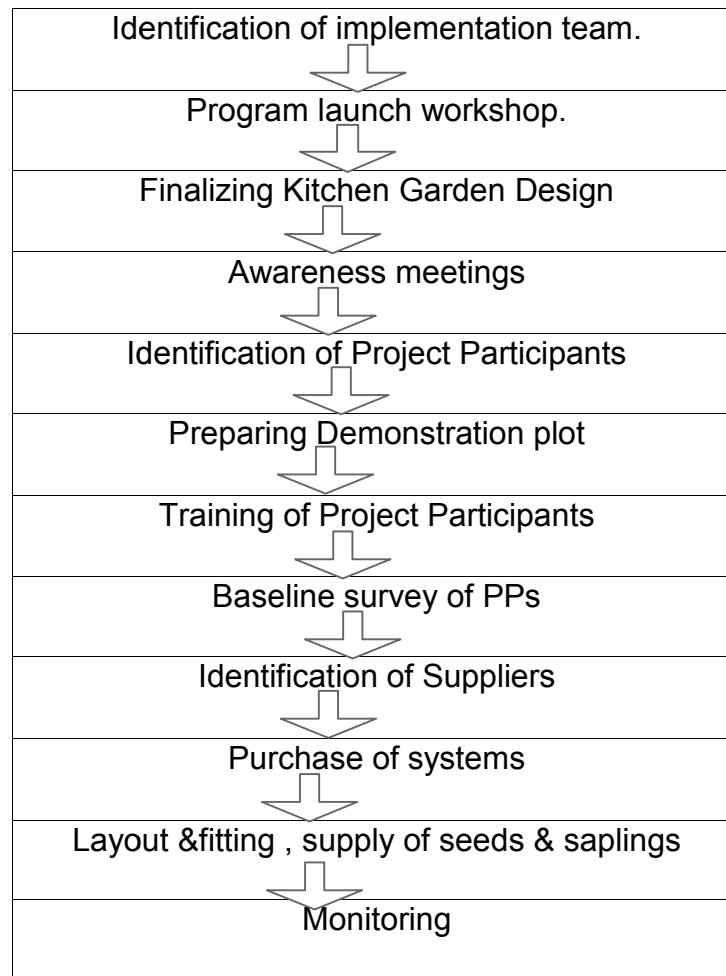 Identification of implementation team.
Program launch workshop.
Finalizing Kitchen Garden Design
Awareness meetings
Identification of Project Participants
Preparing Demonstration plot
Training of Project Participants
Baseline survey of PPs
Identification of Suppliers
Purchase of systems
Layout &fitting , supply of seeds & saplings
Monitoring